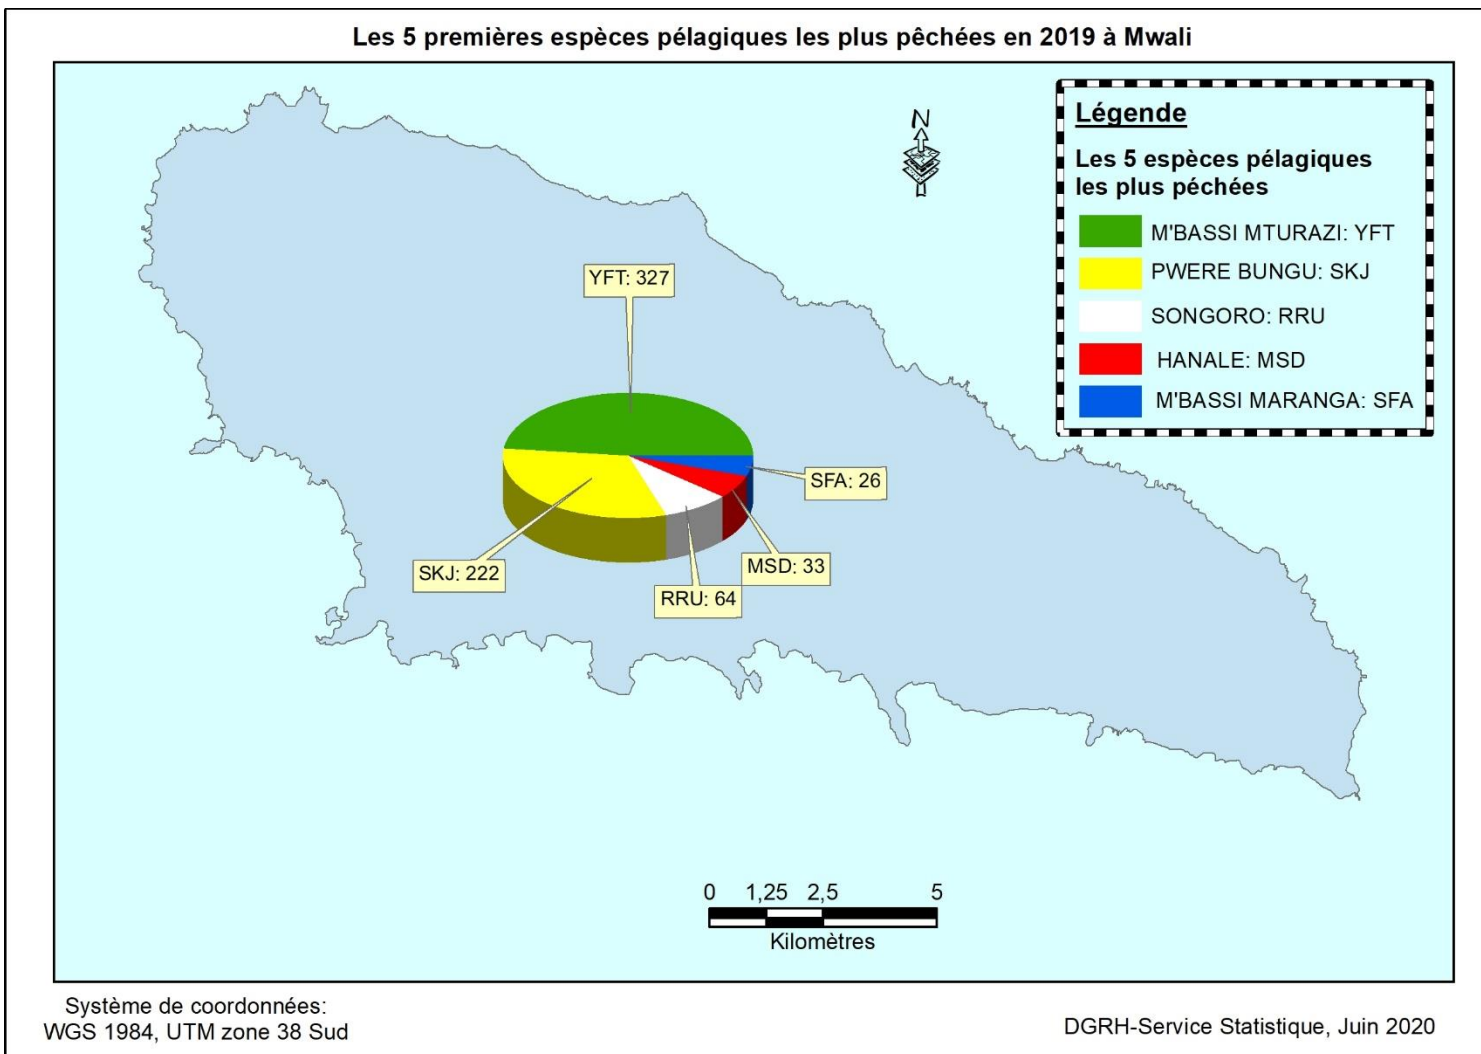 Les 5 premières espèces pélagiques les plus pêchées en 2019 à Mwali
N
Légende
Les 5 espèces pélagiques
les plus péchées
M'BASSI MTURAZI: YFT
PWERE BUNGU: SKJ
SONGORO: RRU
HANALE: MSD
M'BASSI MARANGA: SFA
YFT: 327
SFA: 26
MSD: 33
SKJ: 222
RRU: 64
0 1,25 2,5 5
Kilomètres
Système de coordonnées:
WGS 1984, UTM zone 38 Sud
DGRH-Service Statistique, Juin 2020